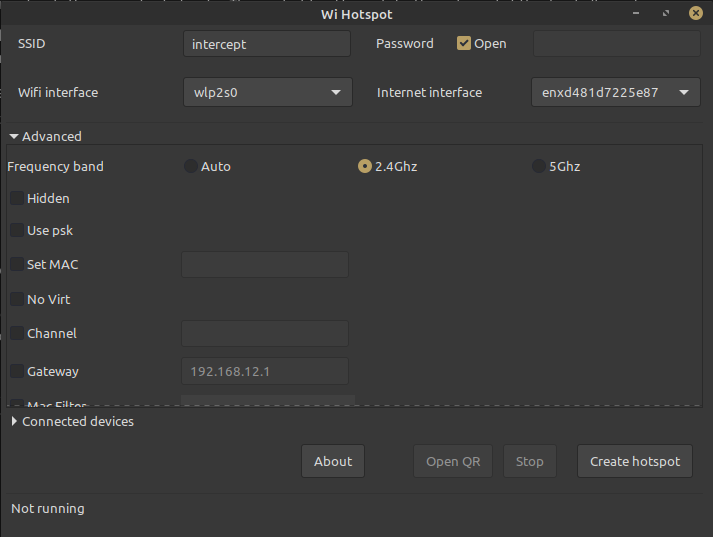 Wi Hotspot
SSID intercept Password Open
Wifi interface wlp2s0 Internet interface enxd481d7225e87
Advanced
Frequency band Auto 2.4Ghz 5Ghz
Hidden
Use psk
Set MAC
No Virt
Channel
Gateway 192.168.12.1
Mac Filter
Connected devices
About Open QR Stop Create hotspot
Not running